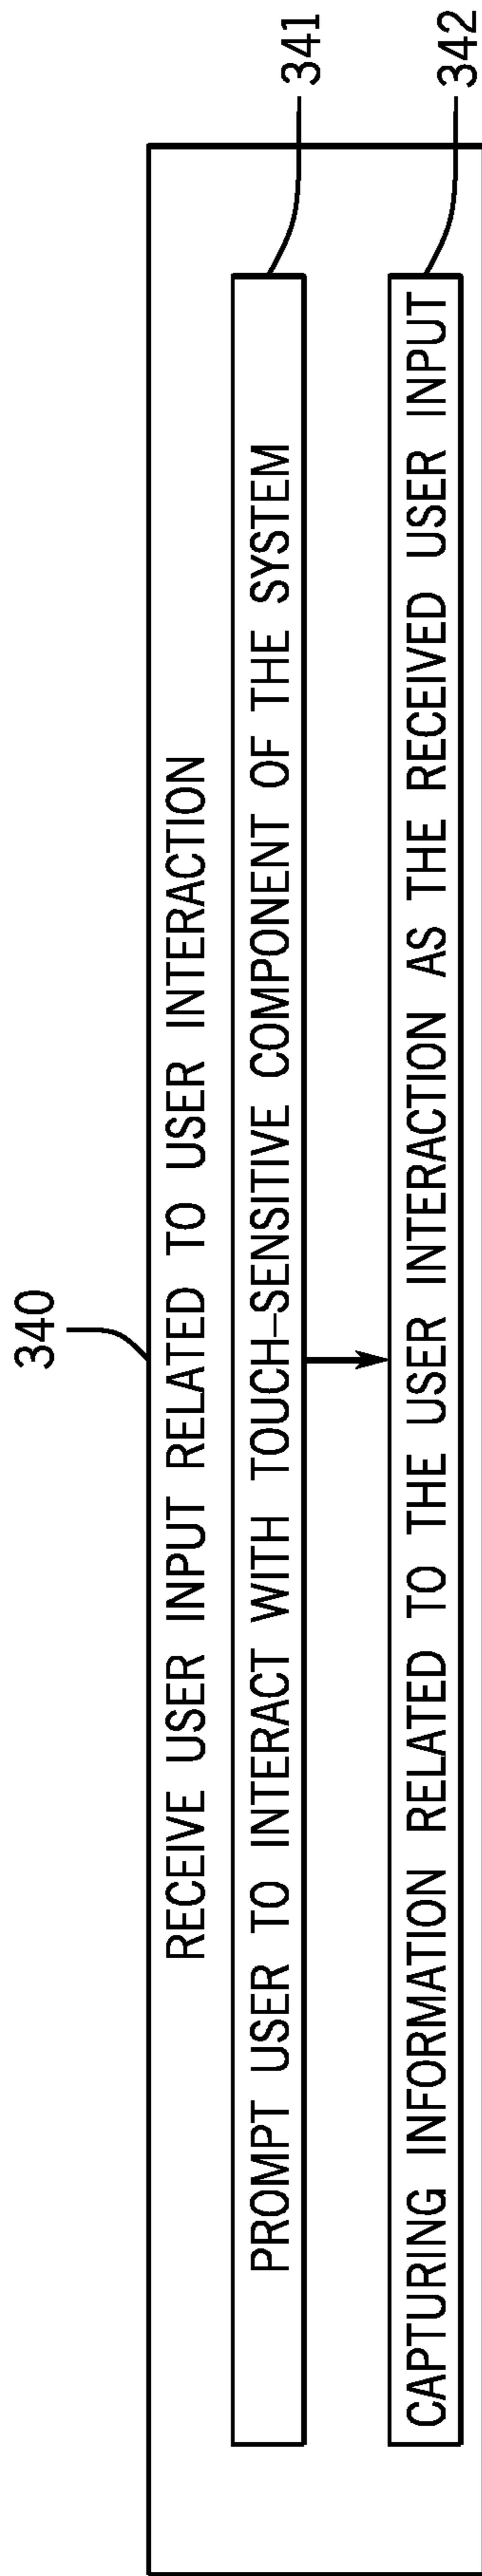 340
RECEIVE USER INPUT RELATED TO USER INTERACTION
PROMPT USER TO INTERACT WITH TOUCH-SENSITIVE COMPONENT OF THE SYSTEM
341
CAPTURING INFORMATION RELATED TO THE USER INTERACTION AS THE RECEIVED USER INPUT
342